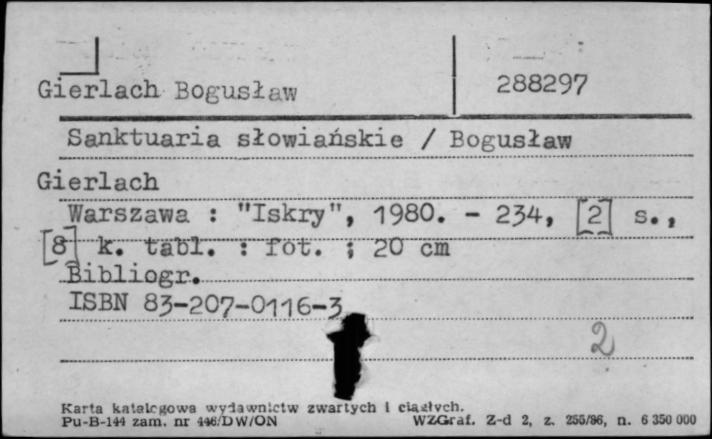 Gierlach Bogusław 288297
Sanktuaria słowiańskie / Bogusław
Gierlach
Warszawa : "Iskry", 1980. - 234, [2] s.,
[8] k. tabl. : fot. ; 20 cm
Bibliogr.
ISBN 83-207-0116-3
2
Karta katalogowa wydawnictw zwartych i ciągłych.
Pu-B-144 zam. nr 446/DW/ON WZGraf. Z-d 2, z. 255/86, n. 6 350 000